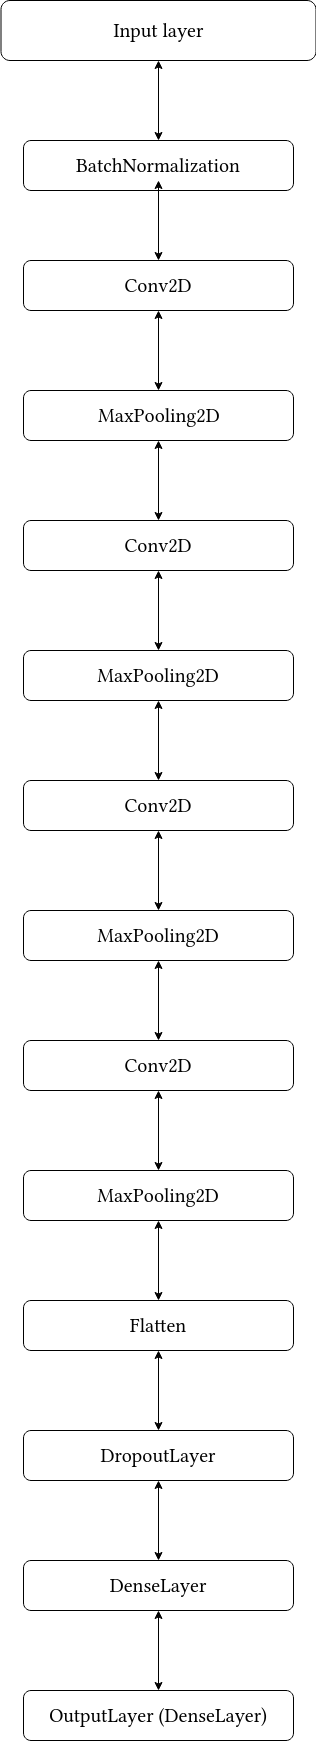 Input layer
BatchNormalization
Conv2D
MaxPooling2D
Conv2D
MaxPooling2D
Conv2D
MaxPooling2D
Conv2D
MaxPooling2D
Flatten
DropoutLayer
DenseLayer
OutputLayer (DenseLayer)